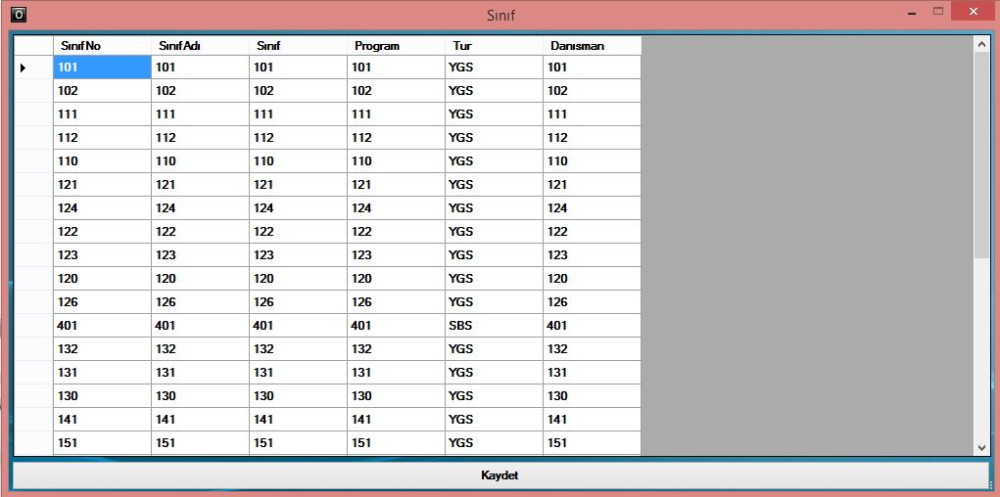 Sınıf
Sınıf No Sınıf Adı Sınıf Program Tur Danısman
101 101 101 101 YGS 101
102 102 102 102 YGS 102
111 111 111 111 YGS 111
112 112 112 112 YGS 112
110 110 110 110 YGS 110
121 121 121 121 YGS 121
124 124 124 124 YGS 124
122 122 122 122 YGS 122
123 123 123 123 YGS 123
120 120 120 120 YGS 120
126 126 126 126 YGS 126
401 401 401 401 SBS 401
132 132 132 132 YGS 132
131 131 131 131 YGS 131
130 130 130 130 YGS 130
141 141 141 141 YGS 141
151 151 151 151 YGS 151
Kaydet